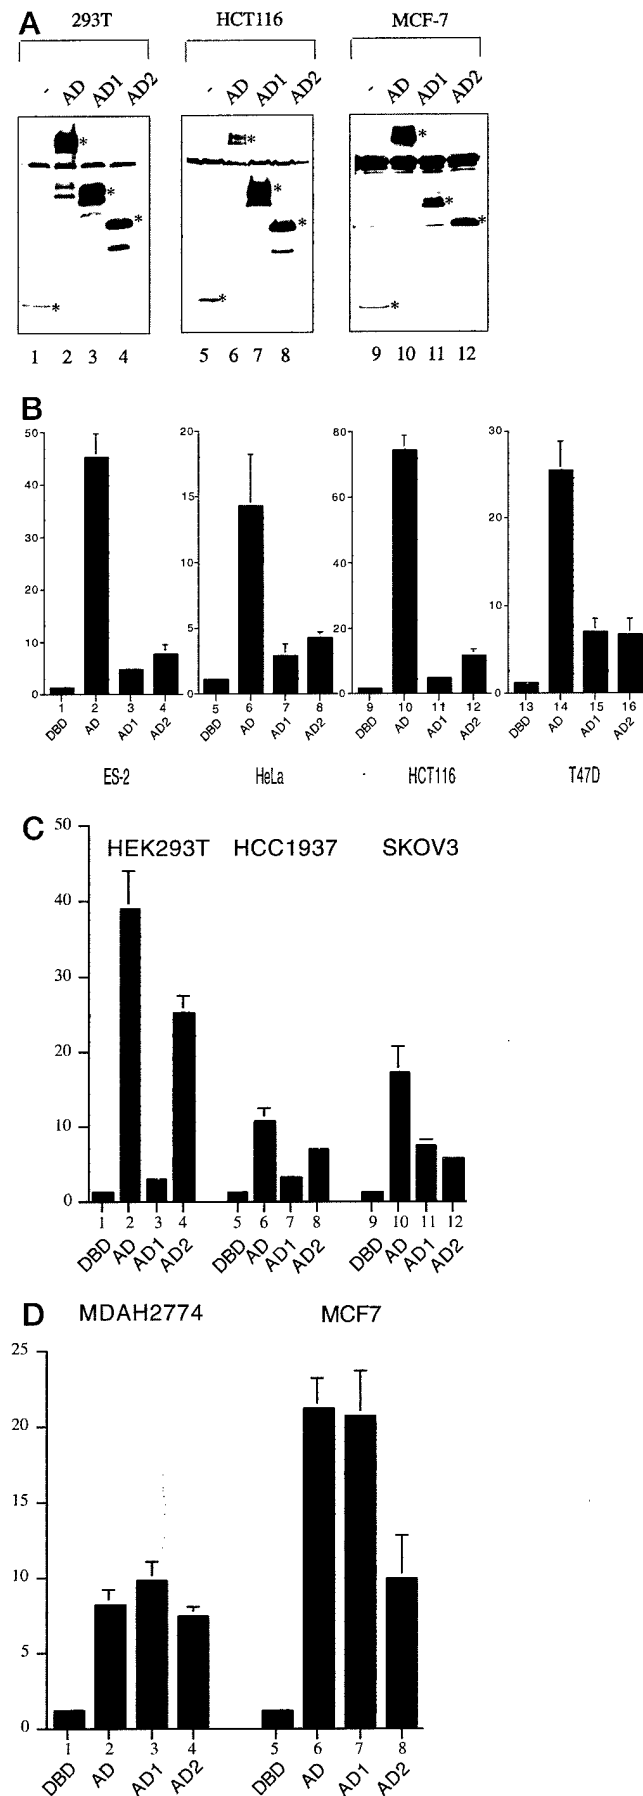 A 293T HCT116 MCF-7
- AD AD1 AD2 - AD AD1 AD2 - AD AD1 AD2
* * * * * * * * * * * *
1 2 3 4 5 6 7 8 9 10 11 12
B
50 40 30 20 10 0
1 2 3 4
DBD AD AD1 AD2
ES-2
20 15 10 5 0
5 6 7 8
DBD AD AD1 AD2
HeLa
80 60 40 20 0
9 10 11 12
DBD AD AD1 AD2
HCT116
30 20 10 0
13 14 15 16
DBD AD AD1 AD2
T47D
C
HEK293T HCC1937 SKOV3
50
40
30
20
10
0
1 2 3 4 5 6 7 8 9 10 11 12
DBD AD AD1 AD2 DBD AD AD1 AD2 DBD AD AD1 AD2
D
MDAH2774 MCF7
25
20
15
10
5
0
1 2 3 4 5 6 7 8
DBD AD AD1 AD2 DBD AD AD1 AD2